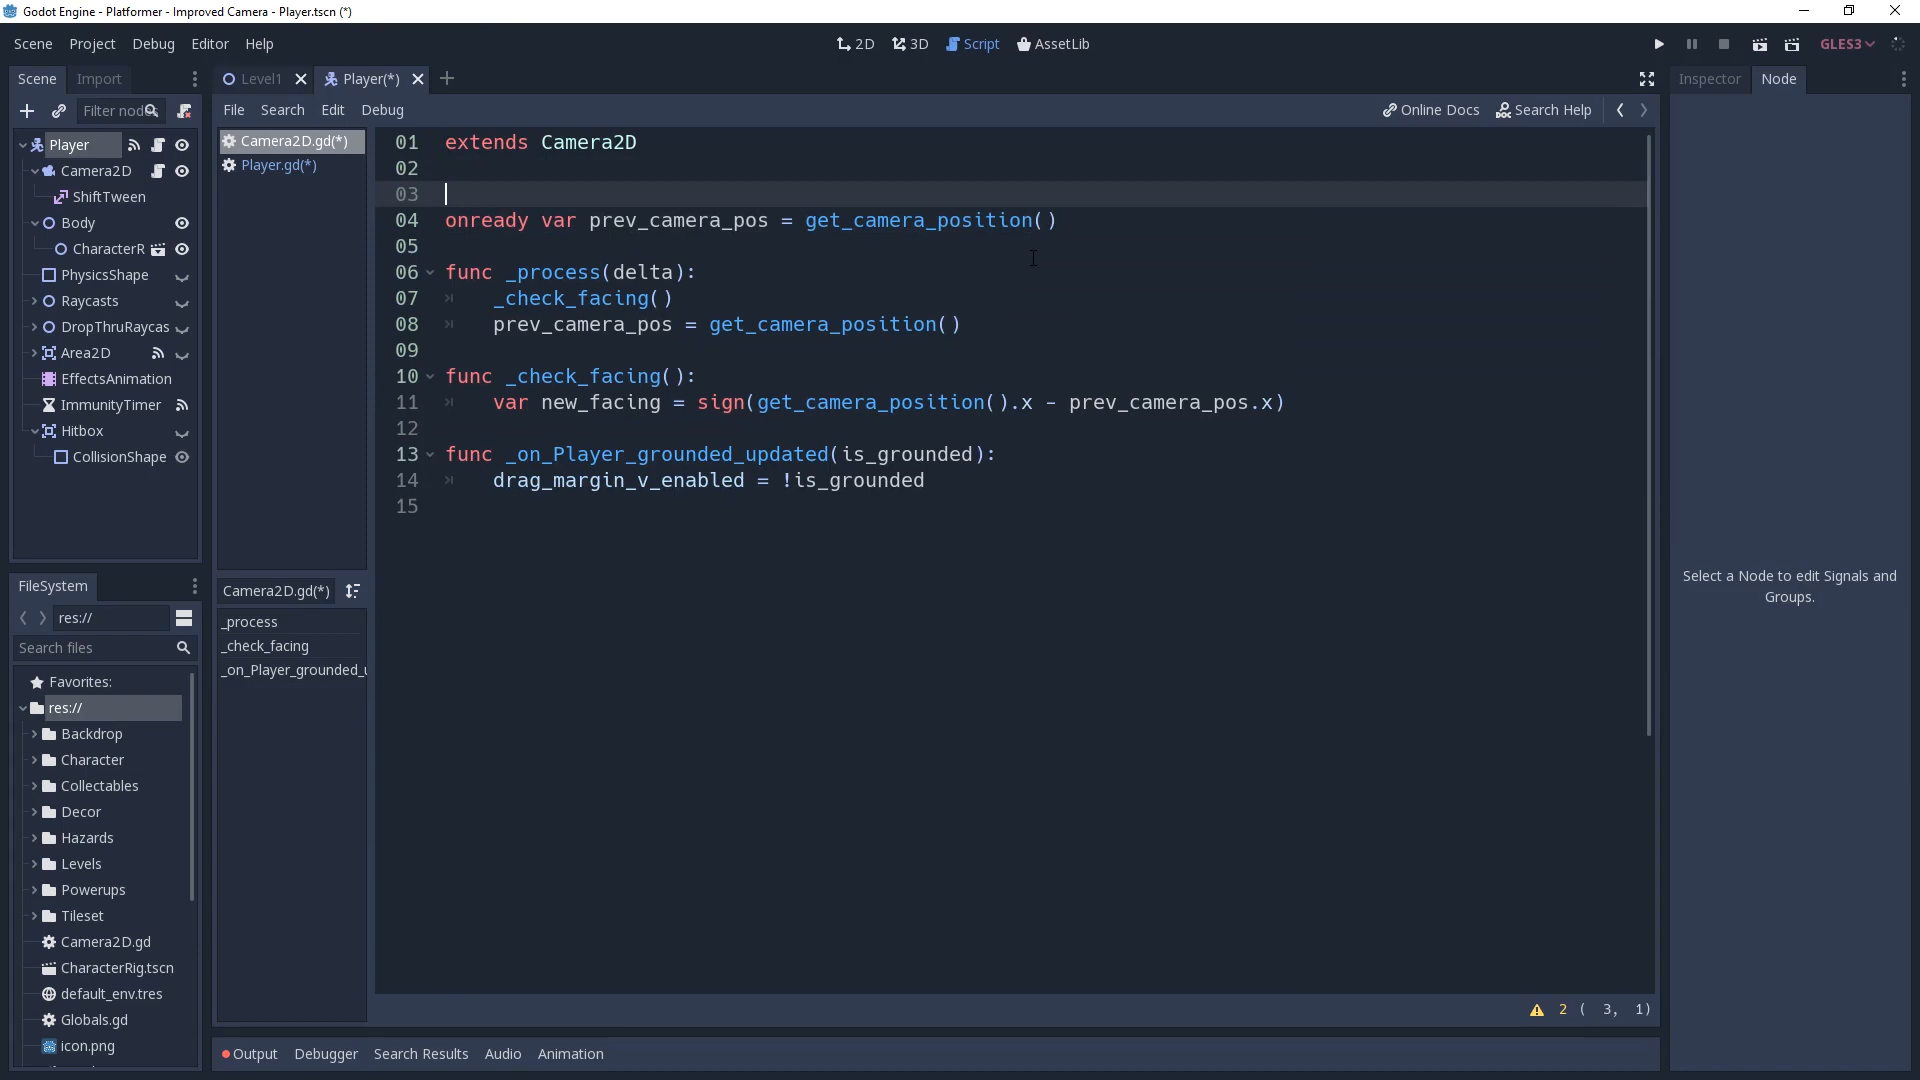 Godot Engine - Platformer - Improved Camera - Player.tscn (*)
Scene Project Debug Editor Help
2D 3D Script AssetLib
GLES3
Scene Import
Level1 Player(*)
Inspector Node
Filter nodes
File Search Edit Debug
Online Docs Search Help
Player
Camera2D
ShiftTween
Body
CharacterR
PhysicsShape
Raycasts
DropThruRaycas
Area2D
EffectsAnimation
ImmunityTimer
Hitbox
CollisionShape
Camera2D.gd(*)
Player.gd(*)
01 extends Camera2D
02
03
04 onready var prev_camera_pos = get_camera_position()
05
06 func _process(delta):
07 _check_facing()
08 prev_camera_pos = get_camera_position()
09
10 func _check_facing():
11 var new_facing = sign(get_camera_position().x - prev_camera_pos.x)
12
13 func _on_Player_grounded_updated(is_grounded):
14 drag_margin_v_enabled = !is_grounded
15
Select a Node to edit Signals and
Groups.
FileSystem
res://
Search files
Favorites:
res://
Backdrop
Character
Collectables
Decor
Hazards
Levels
Powerups
Tileset
Camera2D.gd
CharacterRig.tscn
default_env.tres
Globals.gd
icon.png
Camera2D.gd(*)
_process
_check_facing
_on_Player_grounded_u
2 ( 3, 1)
Output Debugger Search Results Audio Animation